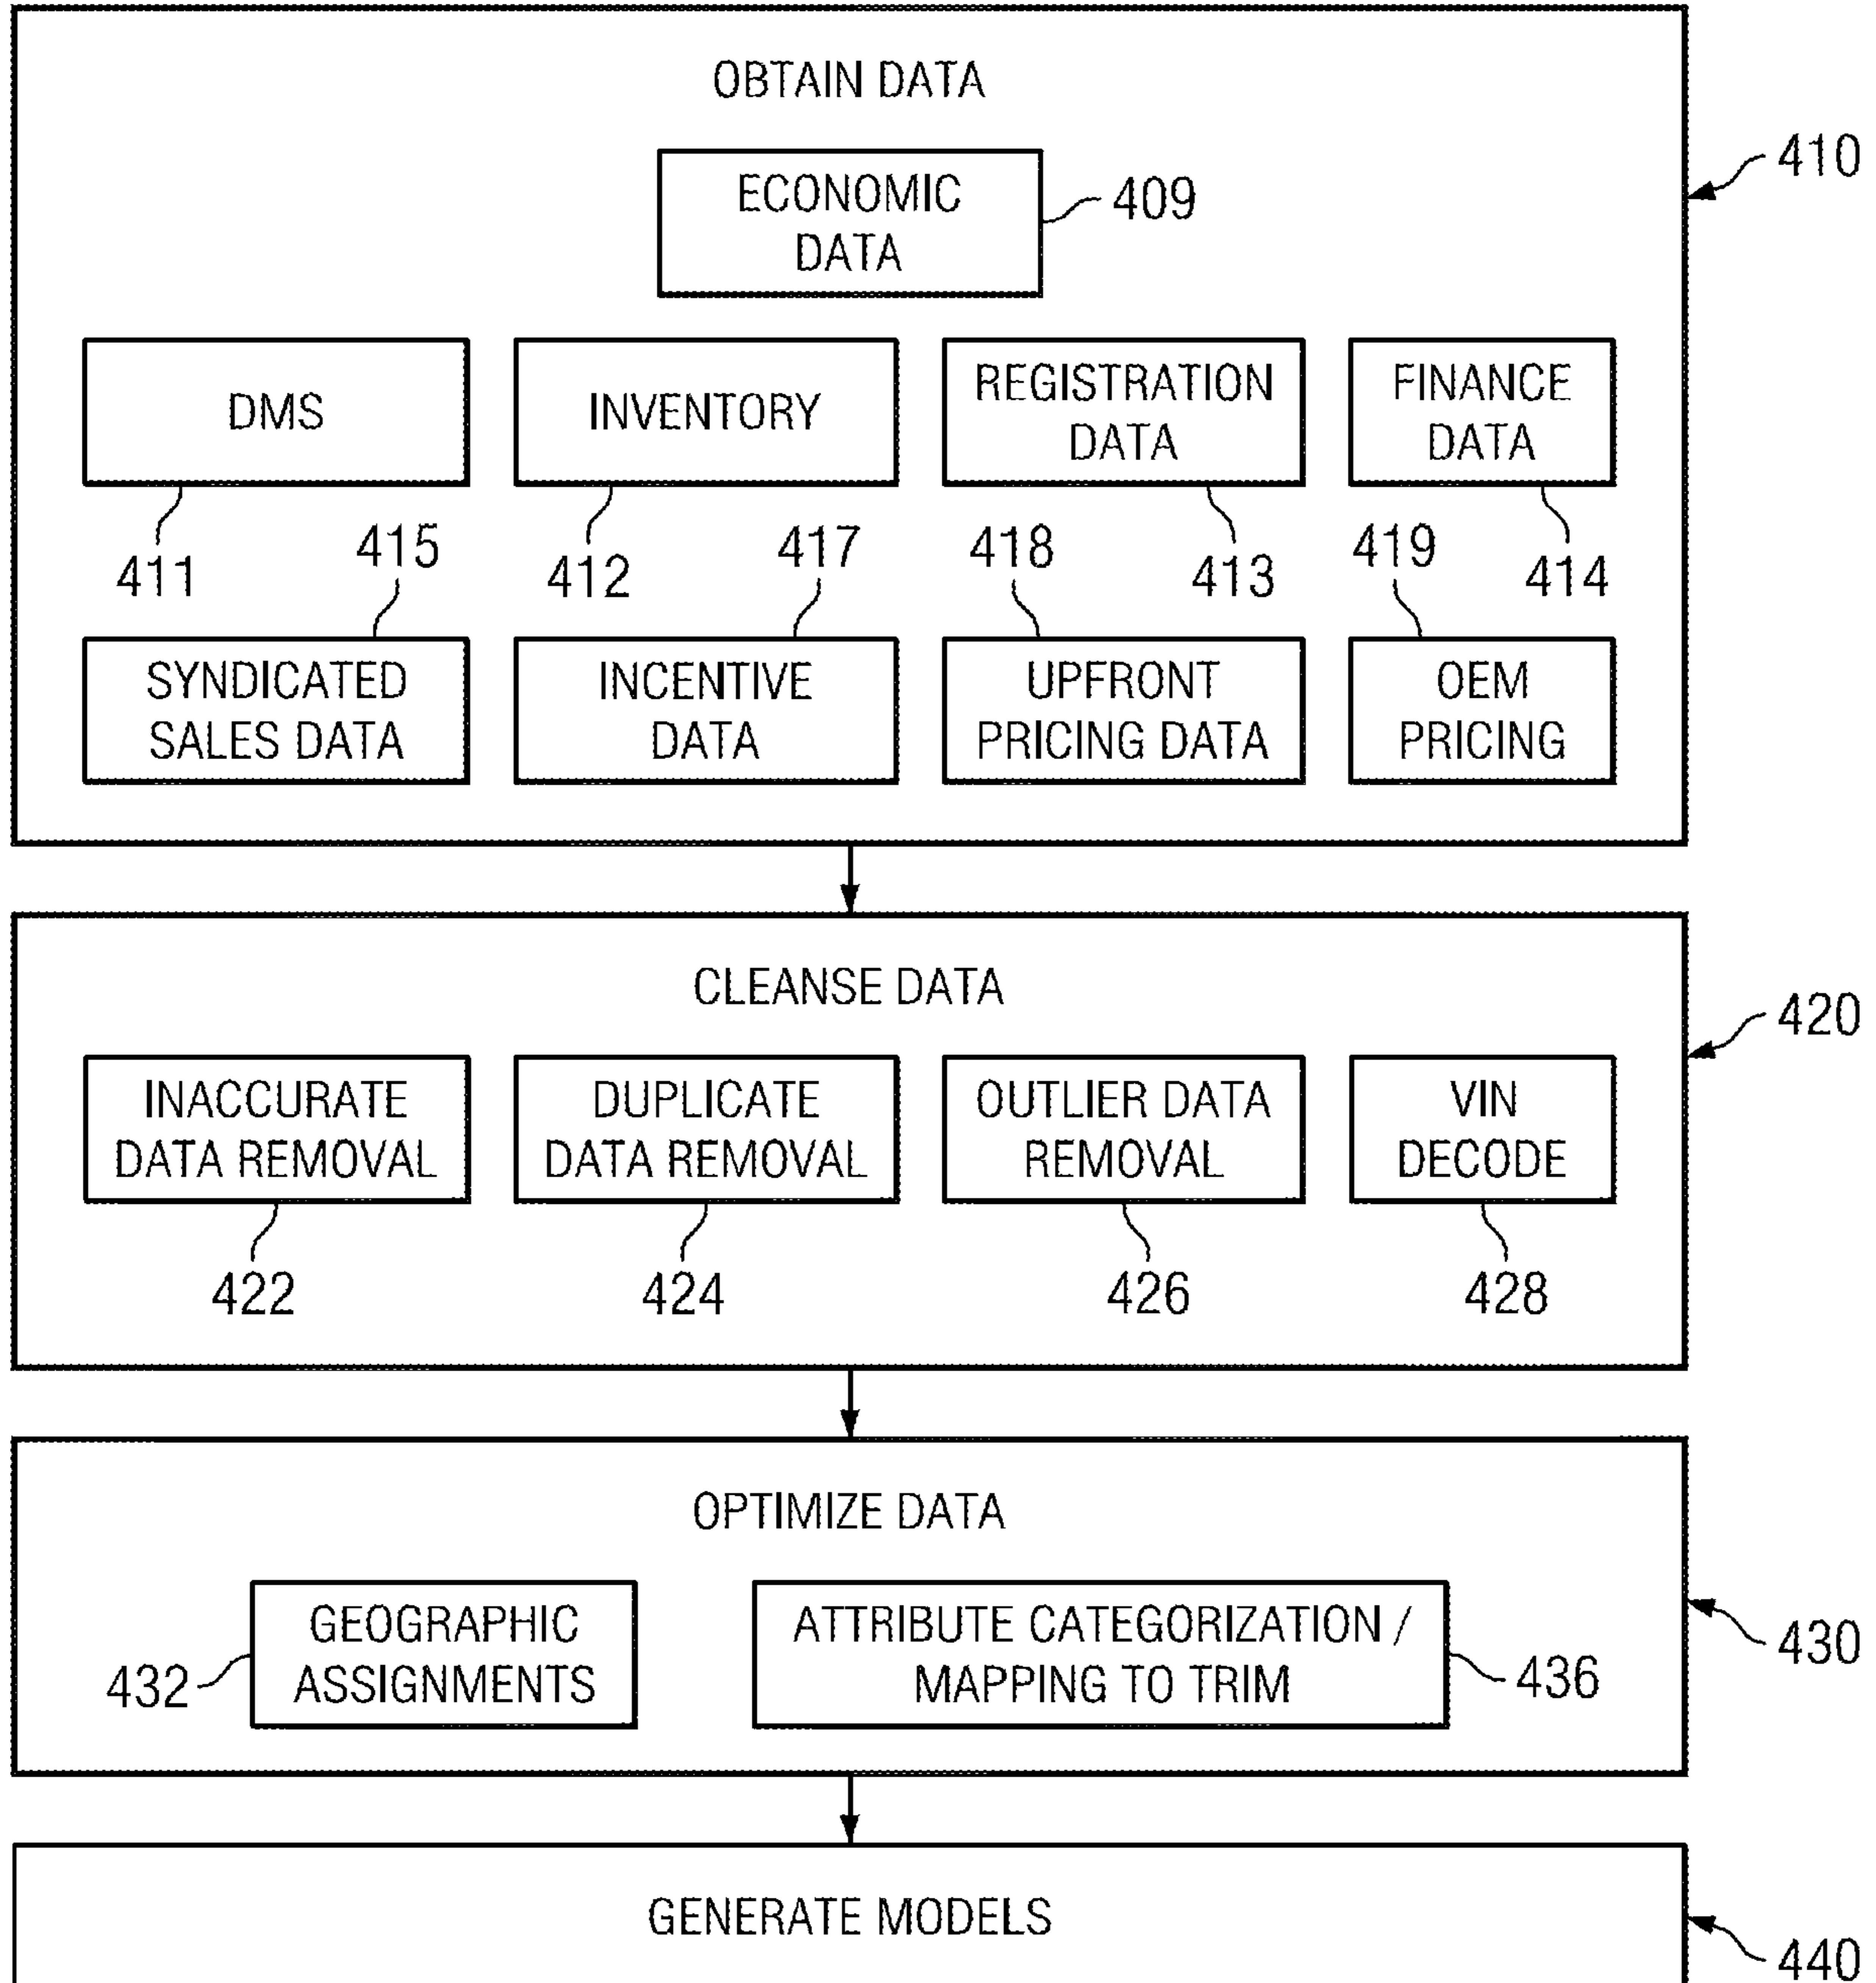 OBTAIN DATA
410
ECONOMIC
DATA
409
DMS
INVENTORY
REGISTRATION
DATA
FINANCE
DATA
411
415
412
417
418
413
419
414
SYNDICATED
SALES DATA
INCENTIVE
DATA
UPFRONT
PRICING DATA
OEM
PRICING
CLEANSE DATA
420
INACCURATE
DATA REMOVAL
DUPLICATE
DATA REMOVAL
OUTLIER DATA
REMOVAL
VIN
DECODE
422
424
426
428
OPTIMIZE DATA
430
GEOGRAPHIC
ASSIGNMENTS
432
ATTRIBUTE CATEGORIZATION /
MAPPING TO TRIM
436
GENERATE MODELS
440